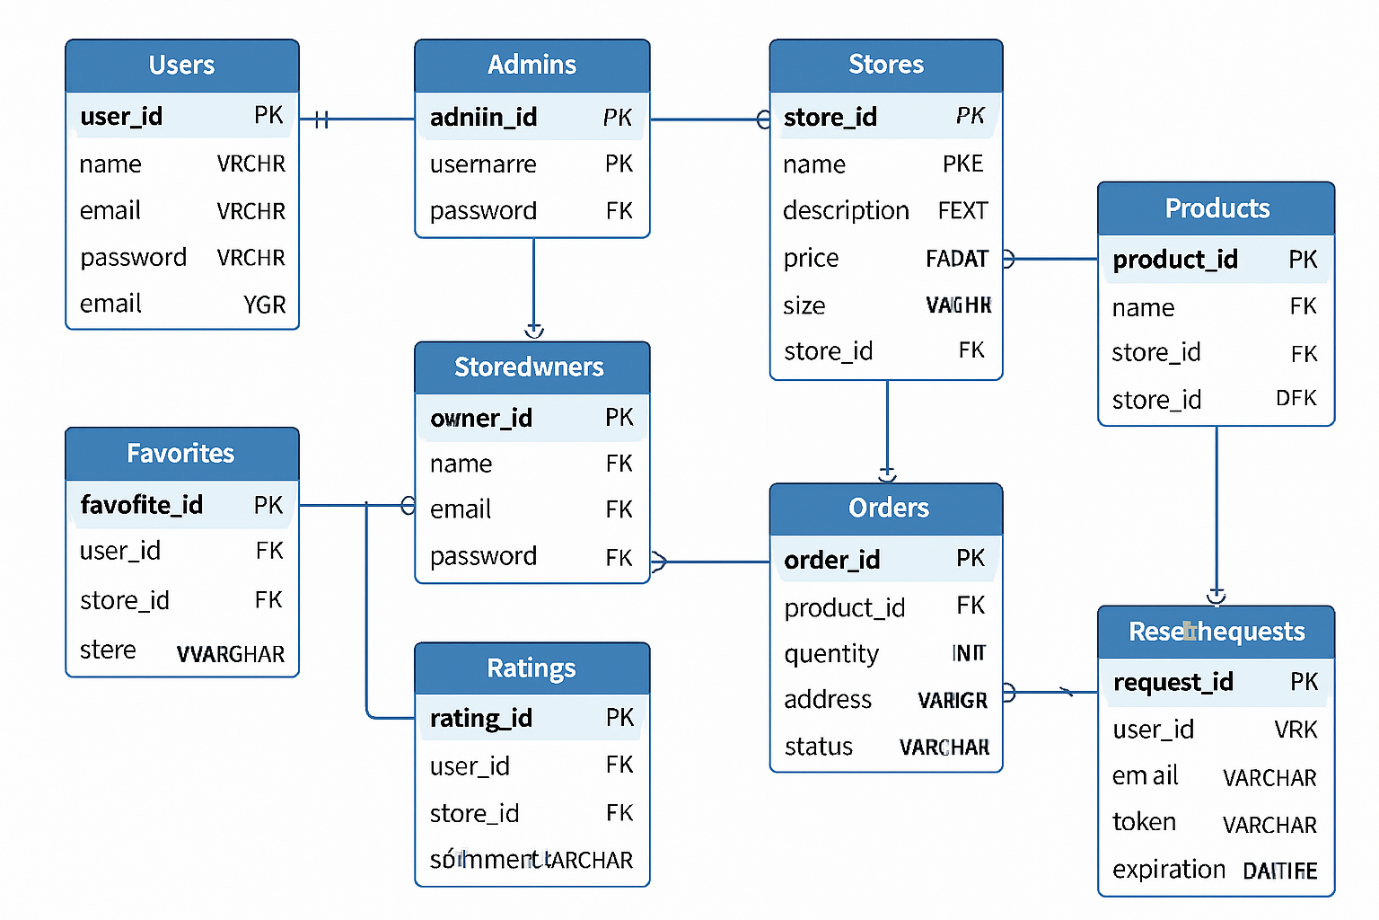 Users
user_id PK
name VRCHR
email VRCHR
password VRCHR
email YGR
Admins
adniin_id PK
usernarre PK
password FK
Stores
store_id PK
name PKE
description FEXT
price FADAT
size VAGHR
store_id FK
Products
product_id PK
name FK
store_id FK
store_id DFK
Storedwners
owner_id PK
name FK
email FK
password FK
Favorites
favofite_id PK
user_id FK
store_id FK
stere VVARGHAR
Orders
order_id PK
product_id FK
quentity INIT
address
status VARCHAR
Ratings
rating_id PK
user_id FK
store_id FK
request_id PK
user_id VRK
em ail VARCHAR
token VARCHAR
expiration